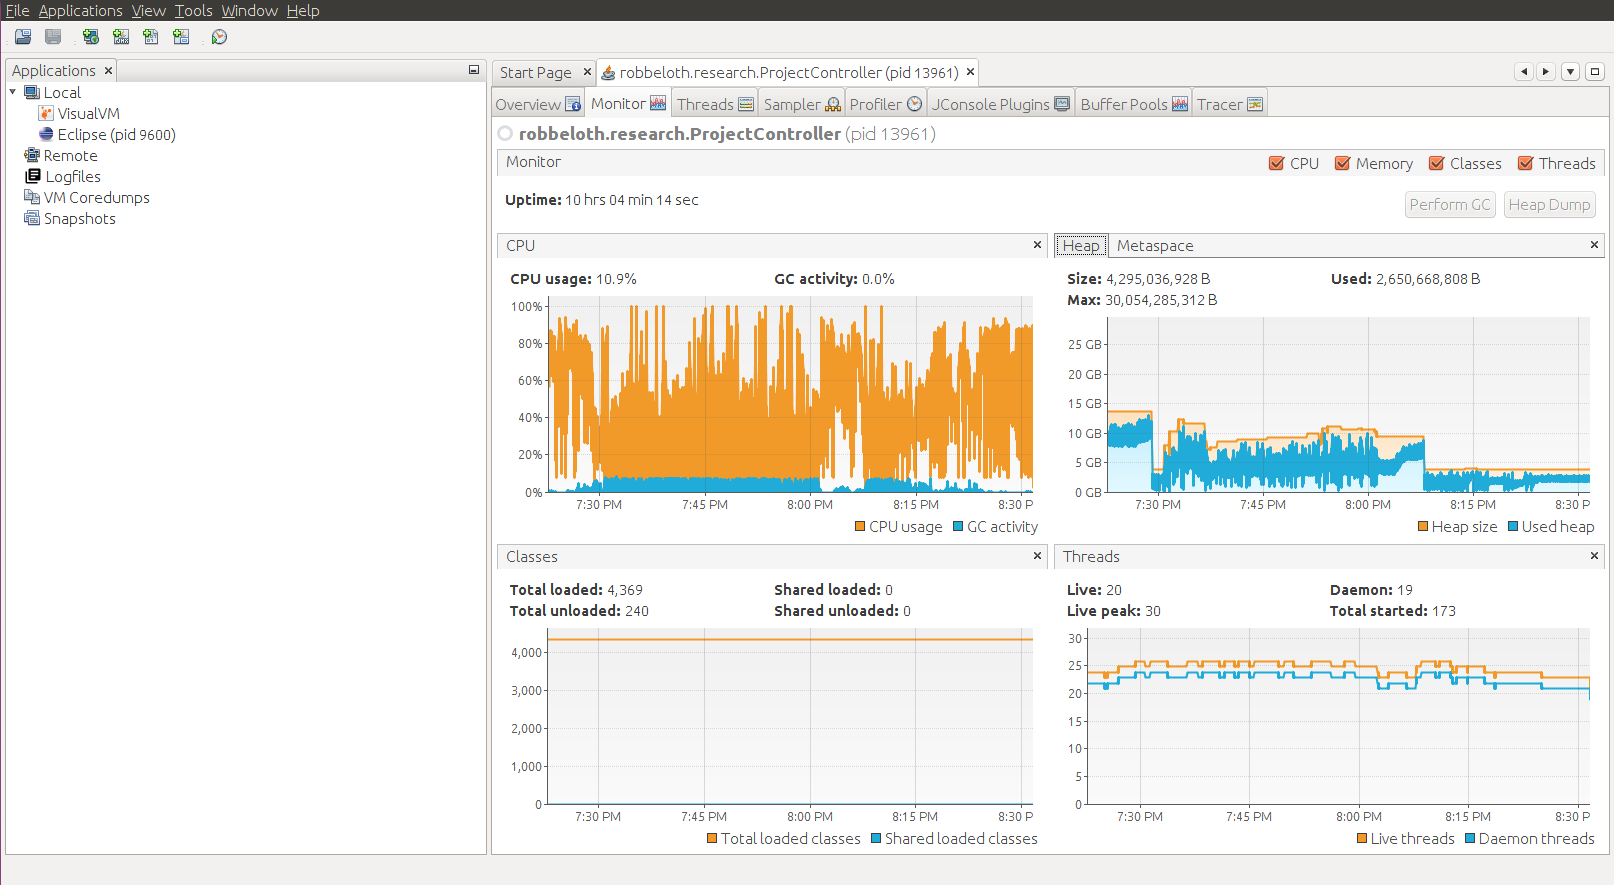 File Applications View Tools Window Help
Applications
Local
VisualVM
Eclipse (pid 9600)
Remote
Logfiles
VM Coredumps
Snapshots
Start Page robbeloth.research.ProjectController (pid 13961)
Overview Monitor Threads Sampler Profiler JConsole Plugins Buffer Pools Tracer
robbeloth.research.ProjectController (pid 13961)
Monitor CPU Memory Classes Threads
Uptime: 10 hrs 04 min 14 sec
Perform GC Heap Dump
CPU
CPU usage: 10.9% GC activity: 0.0%
100%
80%
60%
40%
20%
0%
7:30 PM 7:45 PM 8:00 PM 8:15 PM 8:30 P
CPU usage GC activity
Heap Metaspace
Size: 4,295,036,928 B Used: 2,650,668,808 B
Max: 30,054,285,312 B
25 GB
20 GB
15 GB
10 GB
5 GB
0 GB
7:30 PM 7:45 PM 8:00 PM 8:15 PM 8:30 P
Heap size Used heap
Classes
Total loaded: 4,369 Shared loaded: 0
Total unloaded: 240 Shared unloaded: 0
4,000
3,000
2,000
1,000
0
7:30 PM 7:45 PM 8:00 PM 8:15 PM 8:30 P
Total loaded classes Shared loaded classes
Threads
Live: 20 Daemon: 19
Live peak: 30 Total started: 173
30
25
20
15
10
5
0
7:30 PM 7:45 PM 8:00 PM 8:15 PM 8:30 P
Live threads Daemon threads